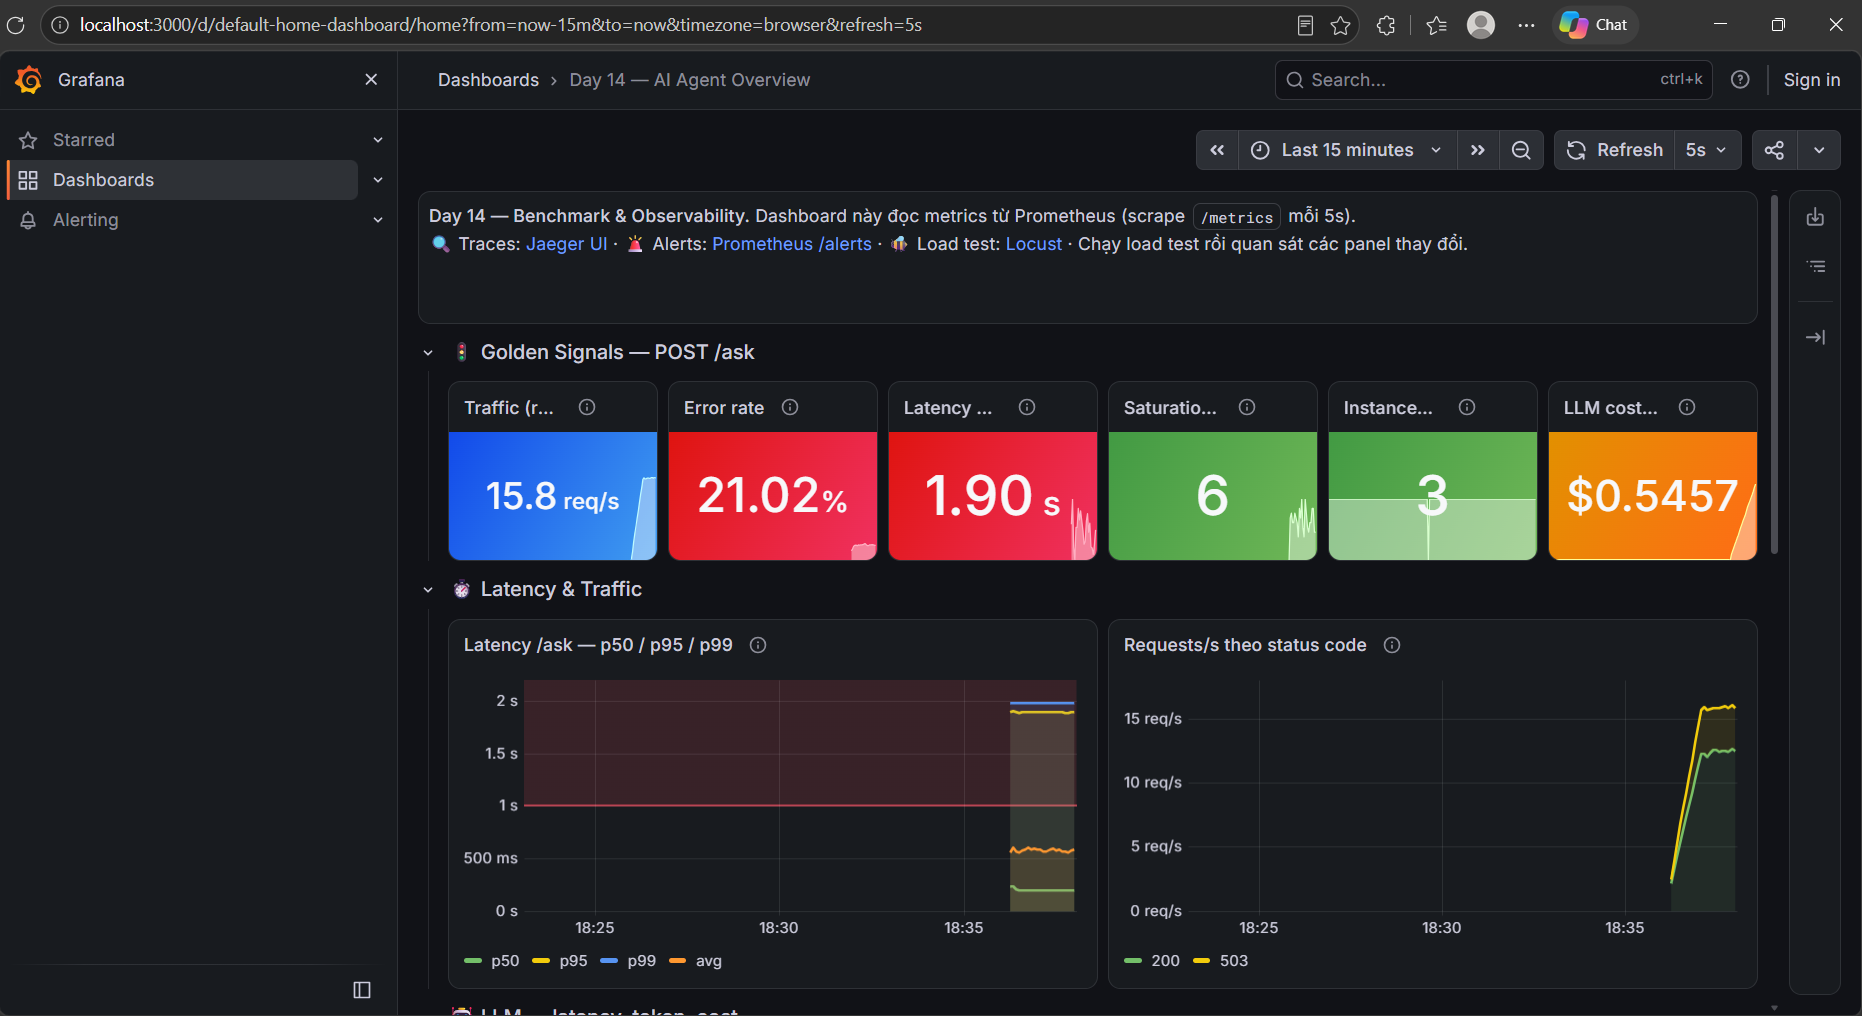 localhost:3000/d/default-home-dashboard/home?from=now-15m&to=now&timezone=browser&refresh=5s
Chat
Grafana
Dashboards › Day 14 — AI Agent Overview
Search...
ctrl+k
Sign in
Starred
Dashboards
Alerting
Last 15 minutes
Refresh
5s
Day 14 — Benchmark & Observability. Dashboard này đọc metrics từ Prometheus (scrape /metrics mỗi 5s).
Traces: Jaeger UI · Alerts: Prometheus /alerts · Load test: Locust · Chạy load test rồi quan sát các panel thay đổi.
Golden Signals — POST /ask
Traffic (r...
Error rate
Latency ...
Saturatio...
Instance...
LLM cost...
15.8 req/s
21.02%
1.90 s
6
3
$0.5457
Latency & Traffic
Latency /ask — p50 / p95 / p99
2 s
1.5 s
1 s
500 ms
0 s
18:25
18:30
18:35
p50
p95
p99
avg
Requests/s theo status code
15 req/s
10 req/s
5 req/s
0 req/s
18:25
18:30
18:35
200
503
LLM — latency, token, cost